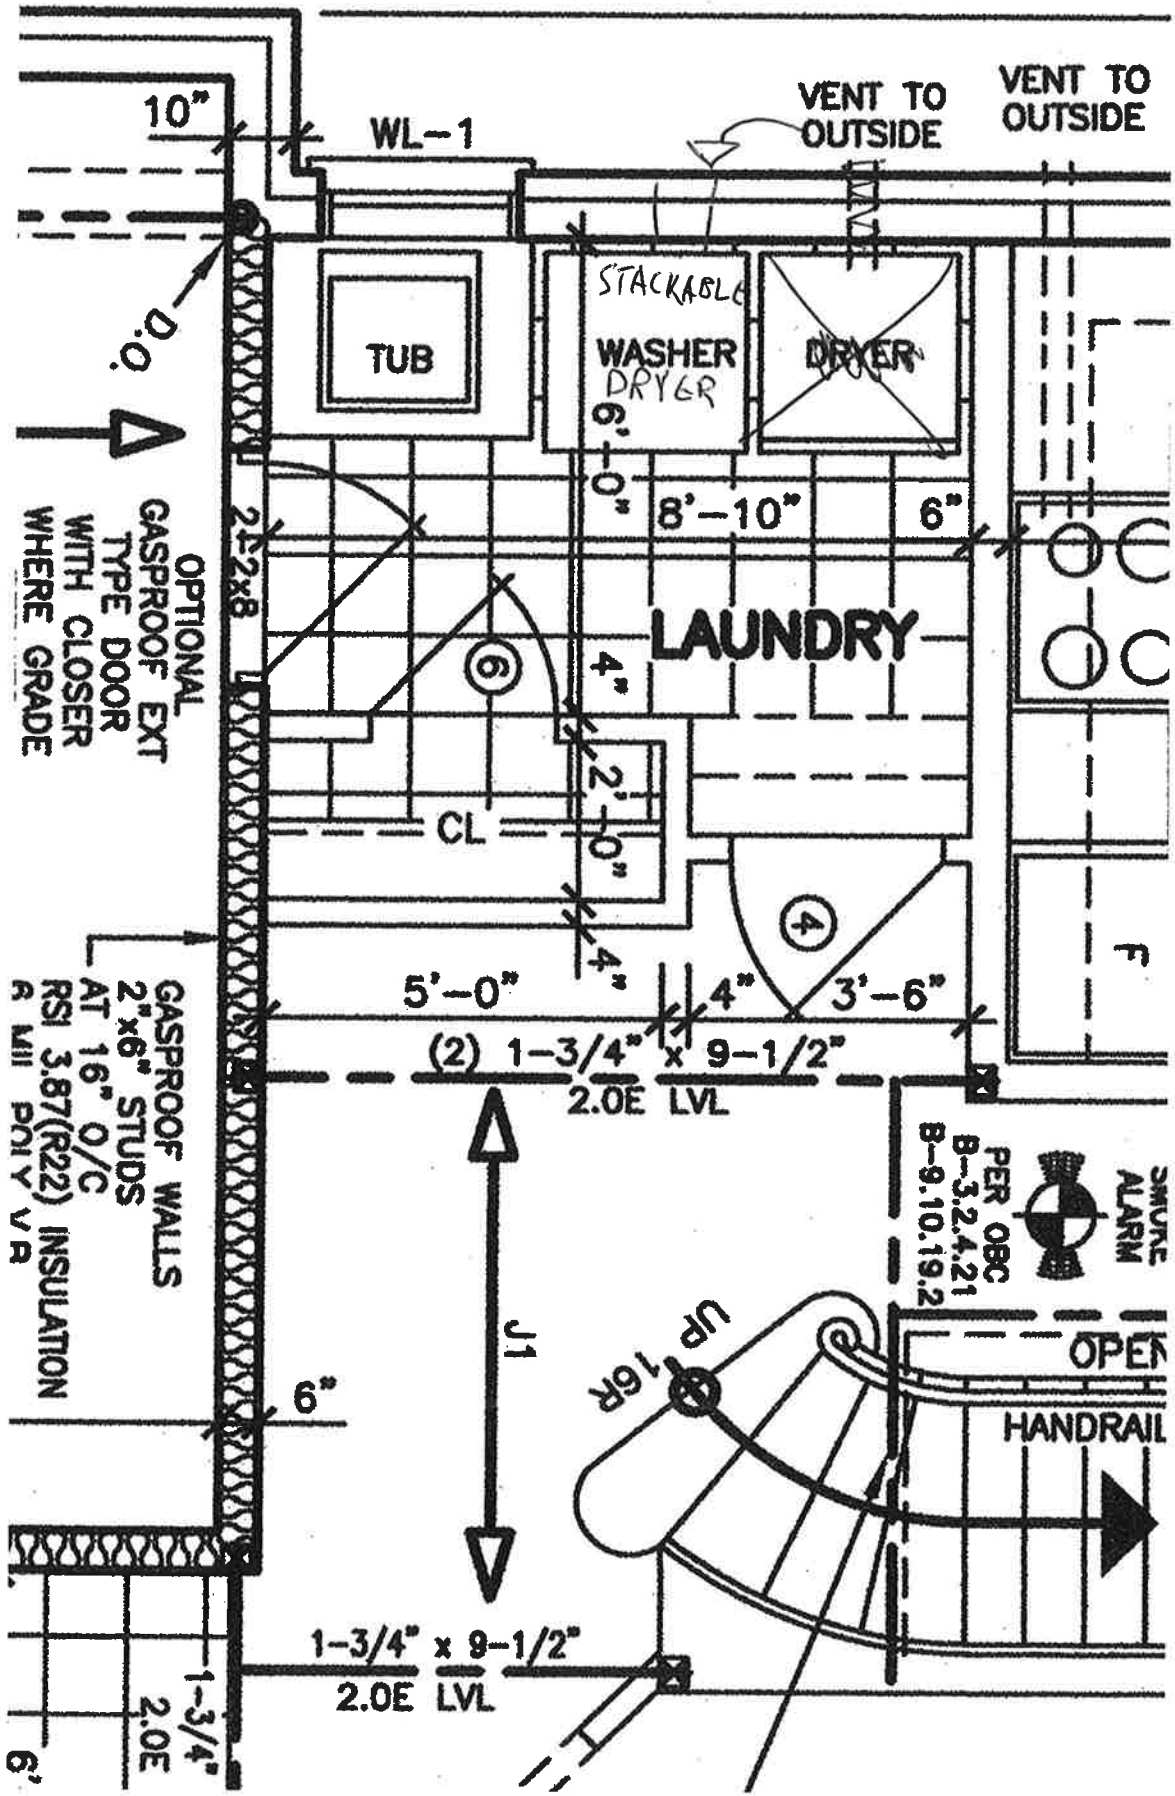 10"
WL-1
VENT TO
OUTSIDE
VENT TO
OUTSIDE
D.O.
TUB
STACKABLE
WASHER
DRYER
DRYER
6'-0"
8'-10"
6"
OPTIONAL
GASPROOF EXT
TYPE DOOR
WITH CLOSER
WHERE GRADE
2-2x8
LAUNDRY
6
4"
2'-0"
CL
4
4"
F
5'-0"
4"
3'-6"
(2) 1-3/4" x 9-1/2"
2.0E LVL
GASPROOF WALLS
2"x6" STUDS
AT 16" O/C
RSI 3.87(R22) INSULATION
SMOKE
ALARM
PER OBC
B-3.2.4.21
B-9.10.19.2
J1
UP
16R
OPEN
HANDRAIL
6"
1-3/4" x 9-1/2"
2.0E LVL
1-3/4"
2.0E
6'